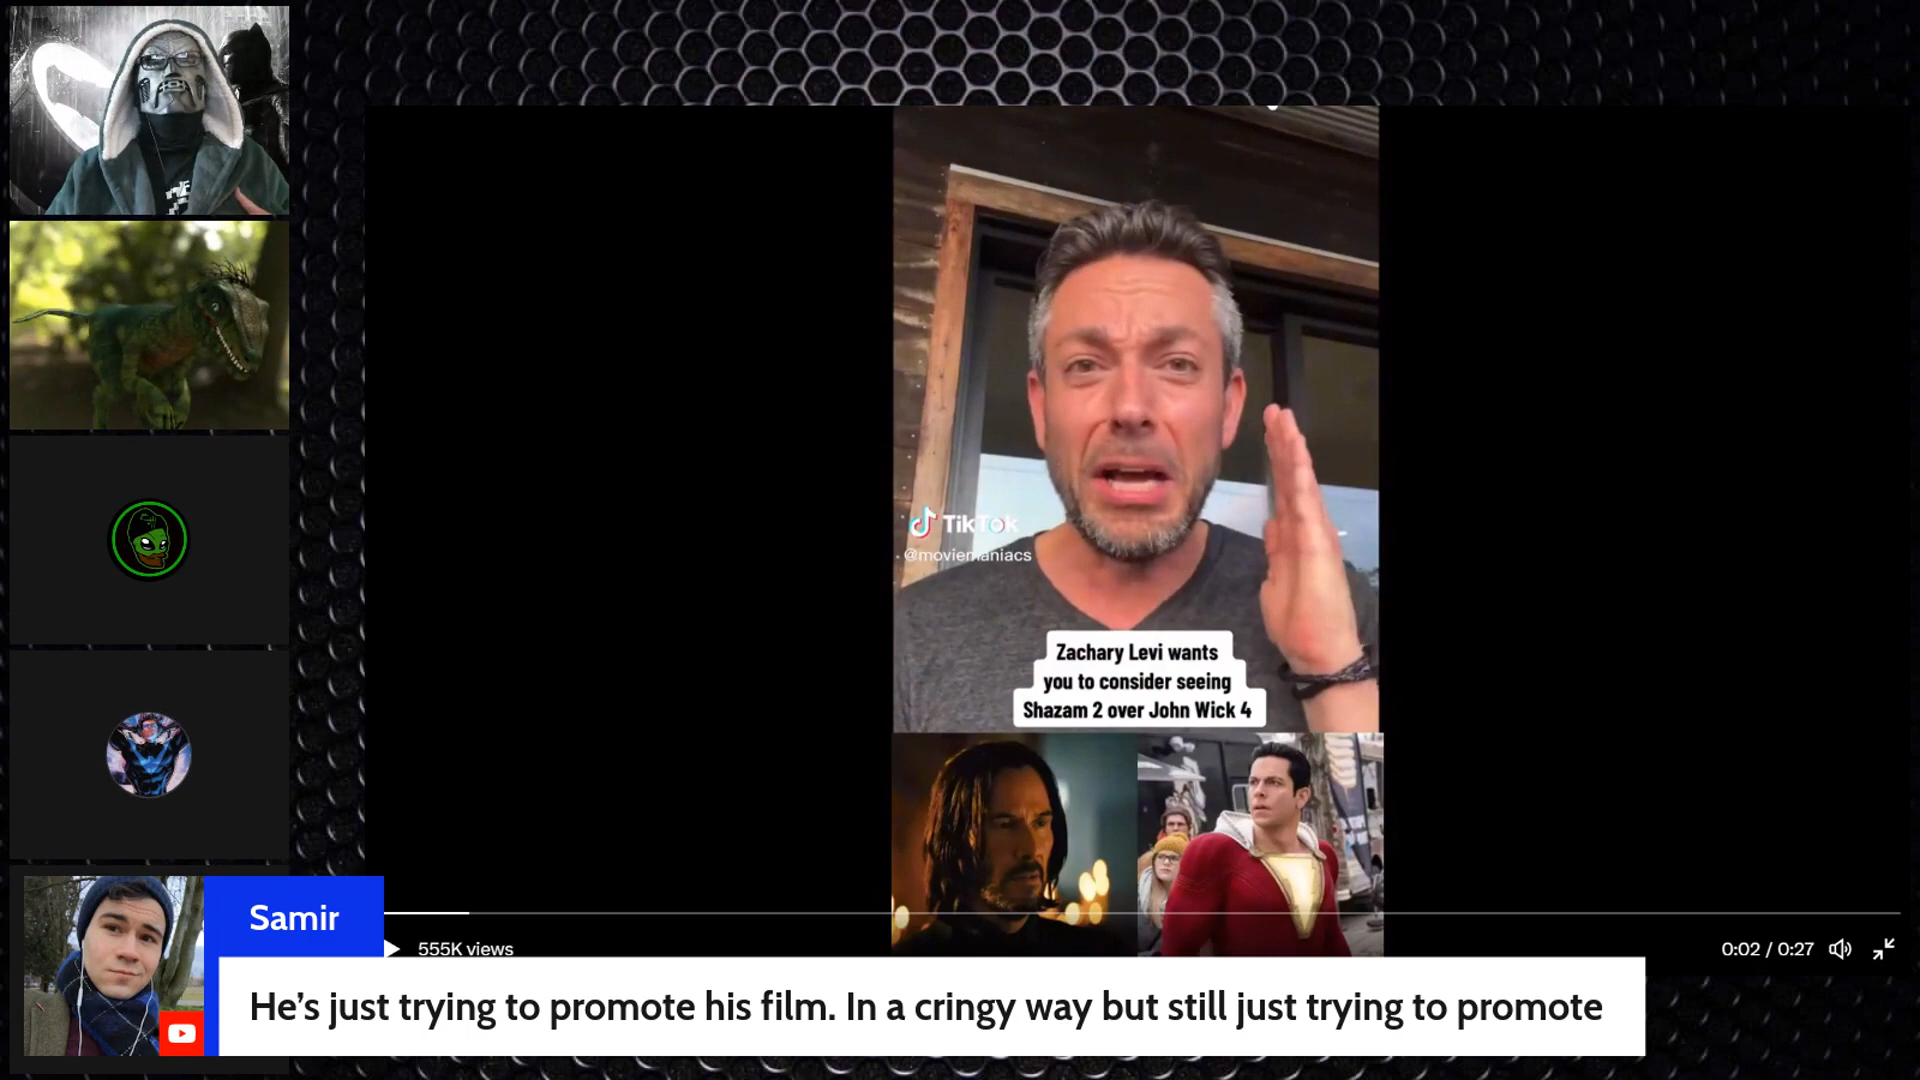 TikTok
@moviemaniacs
Zachary Levi wants
you to consider seeing
Shazam 2 over John Wick 4
Samir
555K views
0:02 / 0:27
He's just trying to promote his film. In a cringy way but still just trying to promote